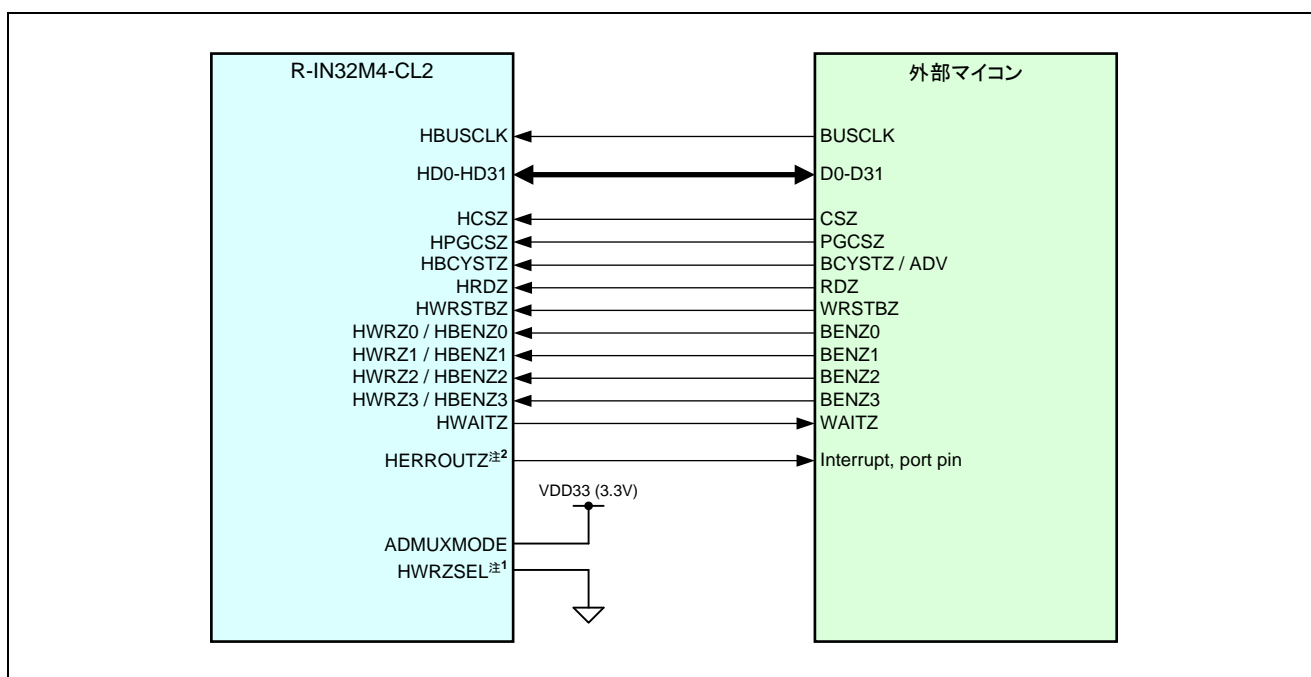 R-IN32M4-CL2
外部マイコン
HBUSCLK BUSCLK
HD0-HD31 D0-D31
HCSZ CSZ
HPGCSZ PGCSZ
HBCYSTZ BCYSTZ / ADV
HRDZ RDZ
HWRSTBZ WRSTBZ
HWRZ0 / HBENZ0 BENZ0
HWRZ1 / HBENZ1 BENZ1
HWRZ2 / HBENZ2 BENZ2
HWRZ3 / HBENZ3 BENZ3
HWAITZ WAITZ
HERROUTZ注2 Interrupt, port pin
VDD33 (3.3V)
ADMUXMODE
HWRZSEL注1